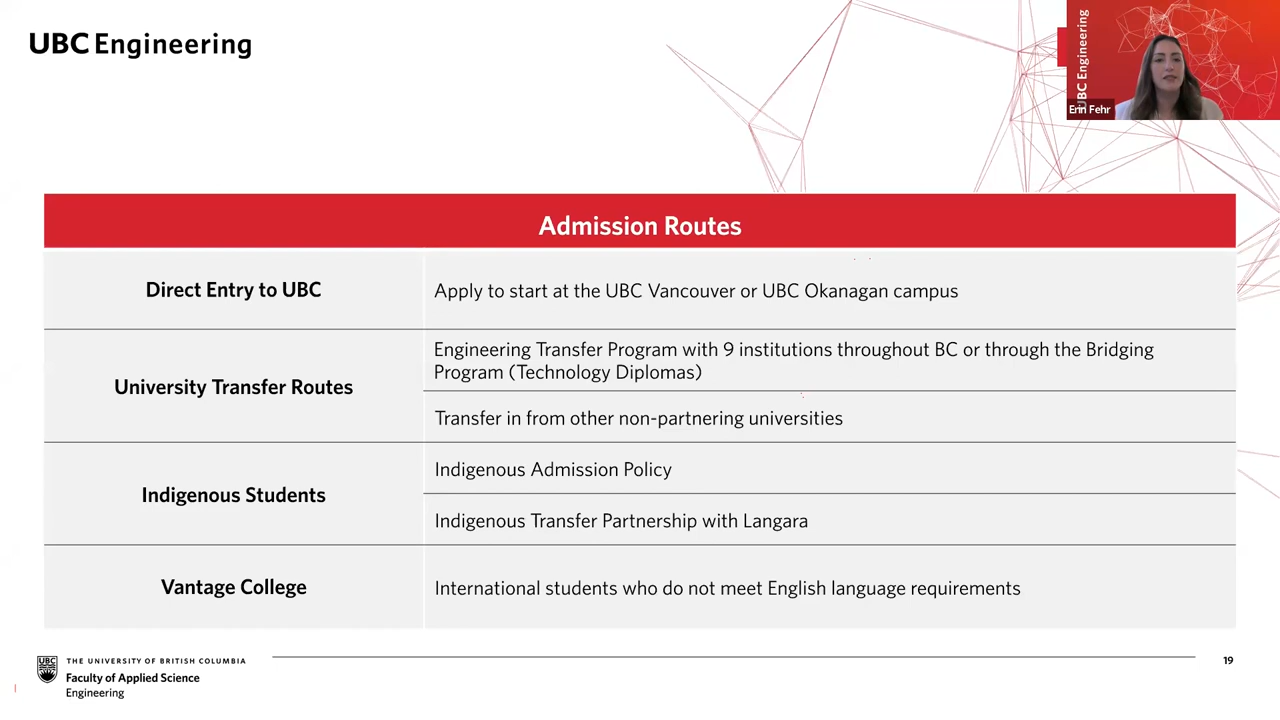 UBC Engineering
UBC Engineering
Erin Fehr
Admission Routes
Direct Entry to UBC
Apply to start at the UBC Vancouver or UBC Okanagan campus
University Transfer Routes
Engineering Transfer Program with 9 institutions throughout BC or through the Bridging
Program (Technology Diplomas)
Transfer in from other non-partnering universities
Indigenous Students
Indigenous Admission Policy
Indigenous Transfer Partnership with Langara
Vantage College
International students who do not meet English language requirements
UBC
THE UNIVERSITY OF BRITISH COLUMBIA
Faculty of Applied Science
Engineering
19